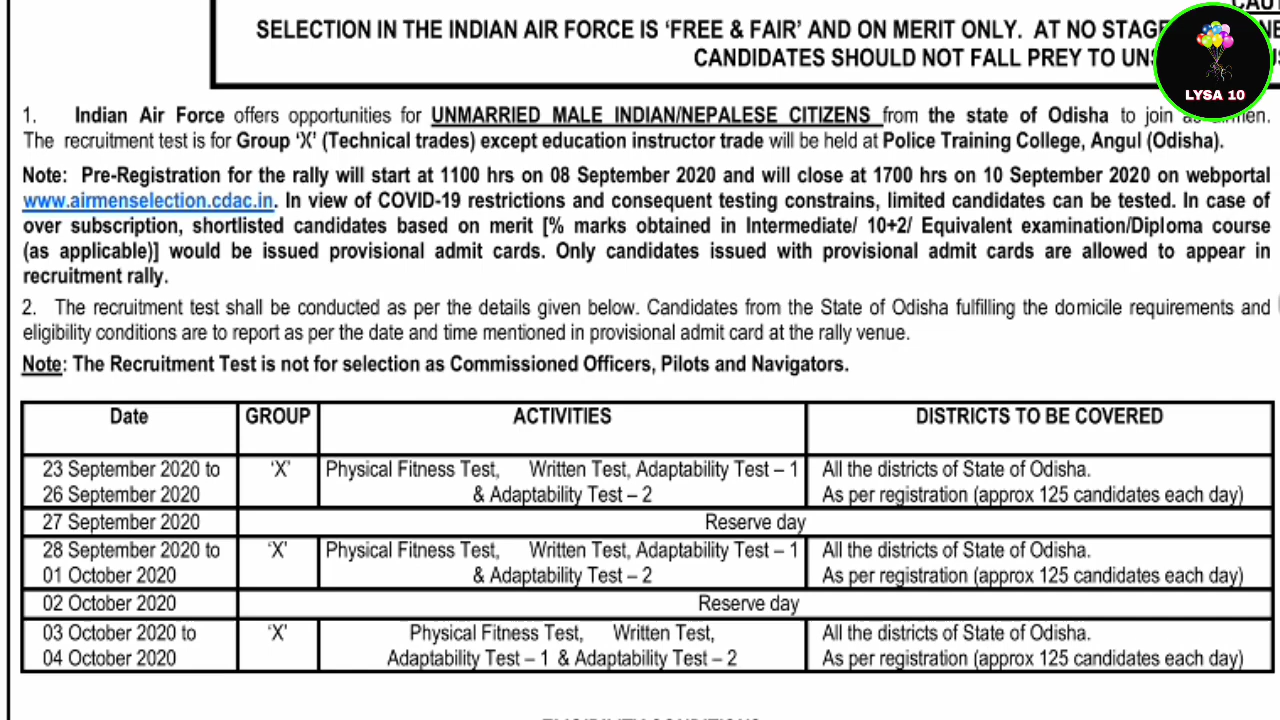 SELECTION IN THE INDIAN AIR FORCE IS ‘FREE & FAIR’ AND ON MERIT ONLY. AT NO STAGE
CANDIDATES SHOULD NOT FALL PREY TO
LYSA 10
1. Indian Air Force offers opportunities for UNMARRIED MALE INDIAN/NEPALESE CITIZENS from the state of Odisha to join
The recruitment test is for Group ‘X’ (Technical trades) except education instructor trade will be held at Police Training College, Angul (Odisha).
Note: Pre-Registration for the rally will start at 1100 hrs on 08 September 2020 and will close at 1700 hrs on 10 September 2020 on webportal
www.airmenselection.cdac.in. In view of COVID-19 restrictions and consequent testing constrains, limited candidates can be tested. In case of
over subscription, shortlisted candidates based on merit [% marks obtained in Intermediate/ 10+2/ Equivalent examination/Diploma course
(as applicable)] would be issued provisional admit cards. Only candidates issued with provisional admit cards are allowed to appear in
recruitment rally.
2. The recruitment test shall be conducted as per the details given below. Candidates from the State of Odisha fulfilling the domicile requirements and
eligibility conditions are to report as per the date and time mentioned in provisional admit card at the rally venue.
Note: The Recruitment Test is not for selection as Commissioned Officers, Pilots and Navigators.
Date GROUP ACTIVITIES DISTRICTS TO BE COVERED
23 September 2020 to ‘X’ Physical Fitness Test, Written Test, Adaptability Test – 1 All the districts of State of Odisha.
26 September 2020 & Adaptability Test – 2 As per registration (approx 125 candidates each day)
27 September 2020 Reserve day
28 September 2020 to ‘X’ Physical Fitness Test, Written Test, Adaptability Test – 1 All the districts of State of Odisha.
01 October 2020 & Adaptability Test – 2 As per registration (approx 125 candidates each day)
02 October 2020 Reserve day
03 October 2020 to ‘X’ Physical Fitness Test, Written Test, All the districts of State of Odisha.
04 October 2020 Adaptability Test – 1 & Adaptability Test – 2 As per registration (approx 125 candidates each day)